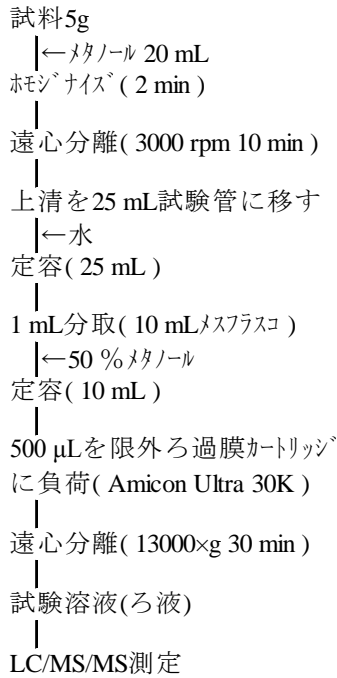 試料5g
←ﾒﾀﾉｰﾙ 20 mL
ﾎﾓｼﾞﾅｲｽﾞ( 2 min )
遠心分離( 3000 rpm 10 min )
上清を25 mL試験管に移す
←水
定容( 25 mL )
1 mL分取( 10 mLﾒｽﾌﾗｽｺ )
←50 %ﾒﾀﾉｰﾙ
定容( 10 mL )
500 μLを限外ろ過膜ｶｰﾄﾘｯｼﾞ
に負荷( Amicon Ultra 30K )
遠心分離( 13000×g 30 min )
試験溶液(ろ液)
LC/MS/MS測定